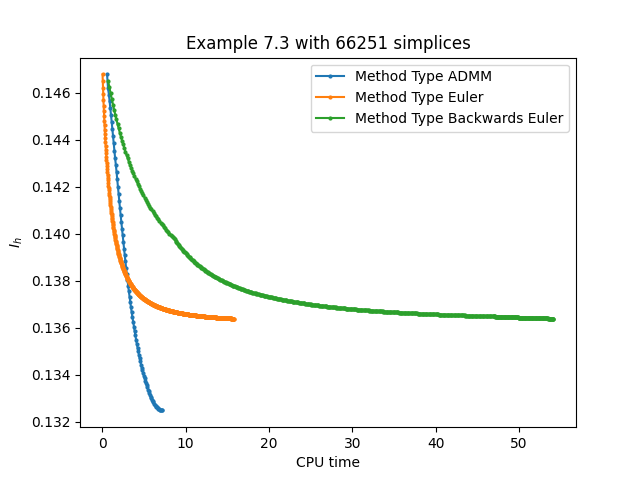 Example 7.3 with 66251 simplices
Method Type ADMM
Method Type Euler
Method Type Backwards Euler
0.146
0.144
0.142
0.140
0.138
0.136
0.134
0.132
I_h
0 10 20 30 40 50
CPU time